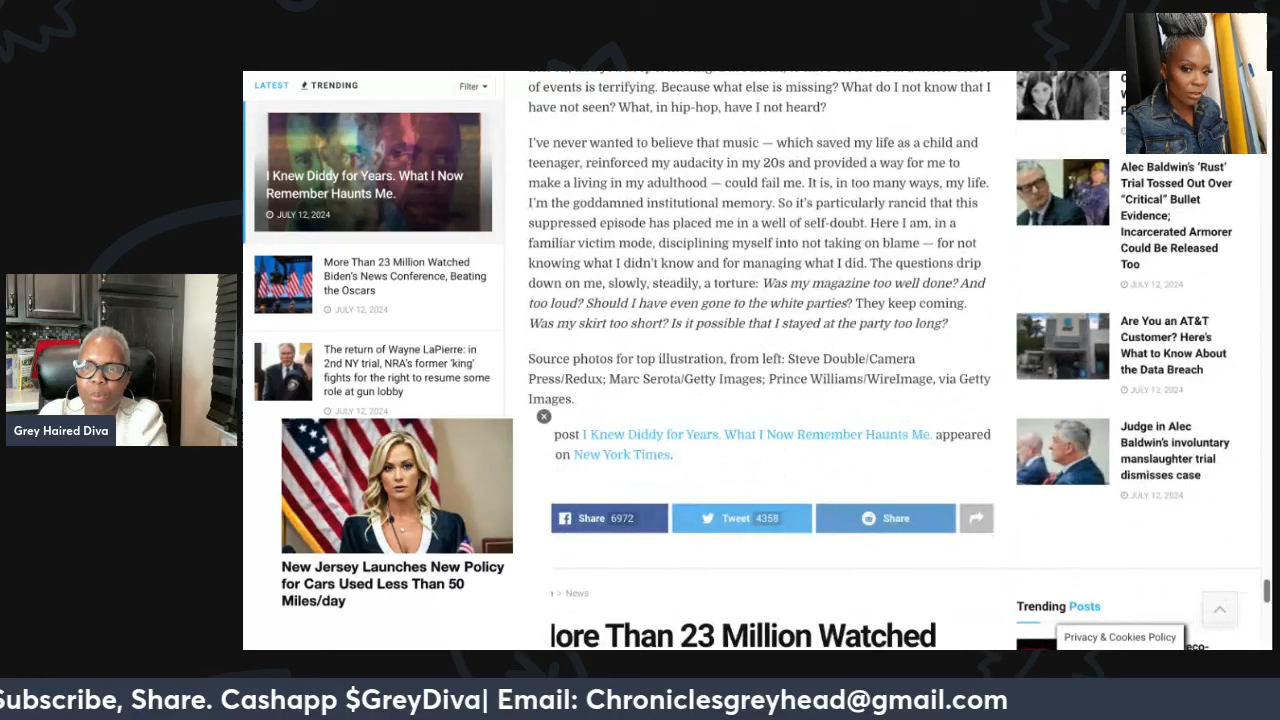 LATEST
TRENDING
Filter
I Knew Diddy for Years. What I Now
Remember Haunts Me.
JULY 12, 2024
More Than 23 Million Watched
Biden's News Conference, Beating
the Oscars
JULY 12, 2024
The return of Wayne LaPierre: in
2nd NY trial, NRA's former 'king'
fights for the right to resume some
role at gun lobby
JULY 12, 2024
New Jersey Launches New Policy
for Cars Used Less Than 50
Miles/day
of events is terrifying. Because what else is missing? What do I not know that I
have not seen? What, in hip-hop, have I not heard?
I've never wanted to believe that music — which saved my life as a child and
teenager, reinforced my audacity in my 20s and provided a way for me to
make a living in my adulthood — could fail me. It is, in too many ways, my life.
I'm the goddamned institutional memory. So it's particularly rancid that this
suppressed episode has placed me in a well of self-doubt. Here I am, in a
familiar victim mode, disciplining myself into not taking on blame — for not
knowing what I didn't know and for managing what I did. The questions drip
down on me, slowly, steadily, a torture: Was my magazine too well done? And
too loud? Should I have even gone to the white parties? They keep coming.
Was my skirt too short? Is it possible that I stayed at the party too long?
Source photos for top illustration, from left: Steve Double/Camera
Press/Redux; Marc Serota/Getty Images; Prince Williams/WireImage, via Getty
Images.
post I Knew Diddy for Years. What I Now Remember Haunts Me. appeared
on New York Times.
Share 6972
Tweet 4358
Share
> News
ore Than 23 Million Watched
Alec Baldwin's 'Rust'
Trial Tossed Out Over
"Critical" Bullet
Evidence;
Incarcerated Armorer
Could Be Released
Too
JULY 12, 2024
Are You an AT&T
Customer? Here's
What to Know About
the Data Breach
JULY 12, 2024
Judge in Alec
Baldwin's involuntary
manslaughter trial
dismisses case
JULY 12, 2024
Trending Posts
Privacy & Cookies Policy
Grey Haired Diva
Subscribe, Share. Cashapp $GreyDiva| Email: Chroniclesgreyhead@gmail.com